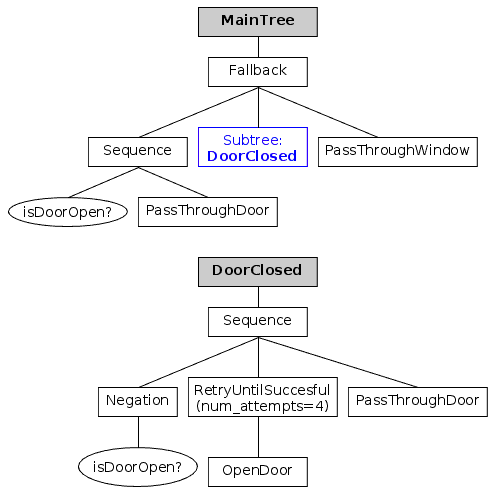 MainTree
Fallback
Sequence
Subtree:
DoorClosed
PassThroughWindow
isDoorOpen?
PassThroughDoor
DoorClosed
Sequence
Negation
RetryUntilSuccesful
(num_attempts=4)
PassThroughDoor
isDoorOpen?
OpenDoor